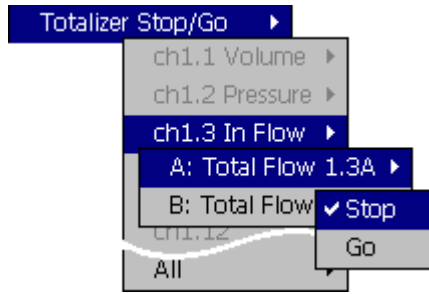 Totalizer Stop/Go
ch1.1 Volume
ch1.2 Pressure
ch1.3 In Flow
A: Total Flow 1.3A
B: Total Flow
Stop
ch1.12
Go
All